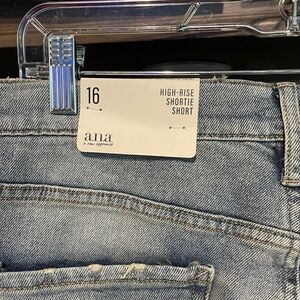 16
HIGH-RISE
SHORTIE
SHORT
a.n.a
a new approach